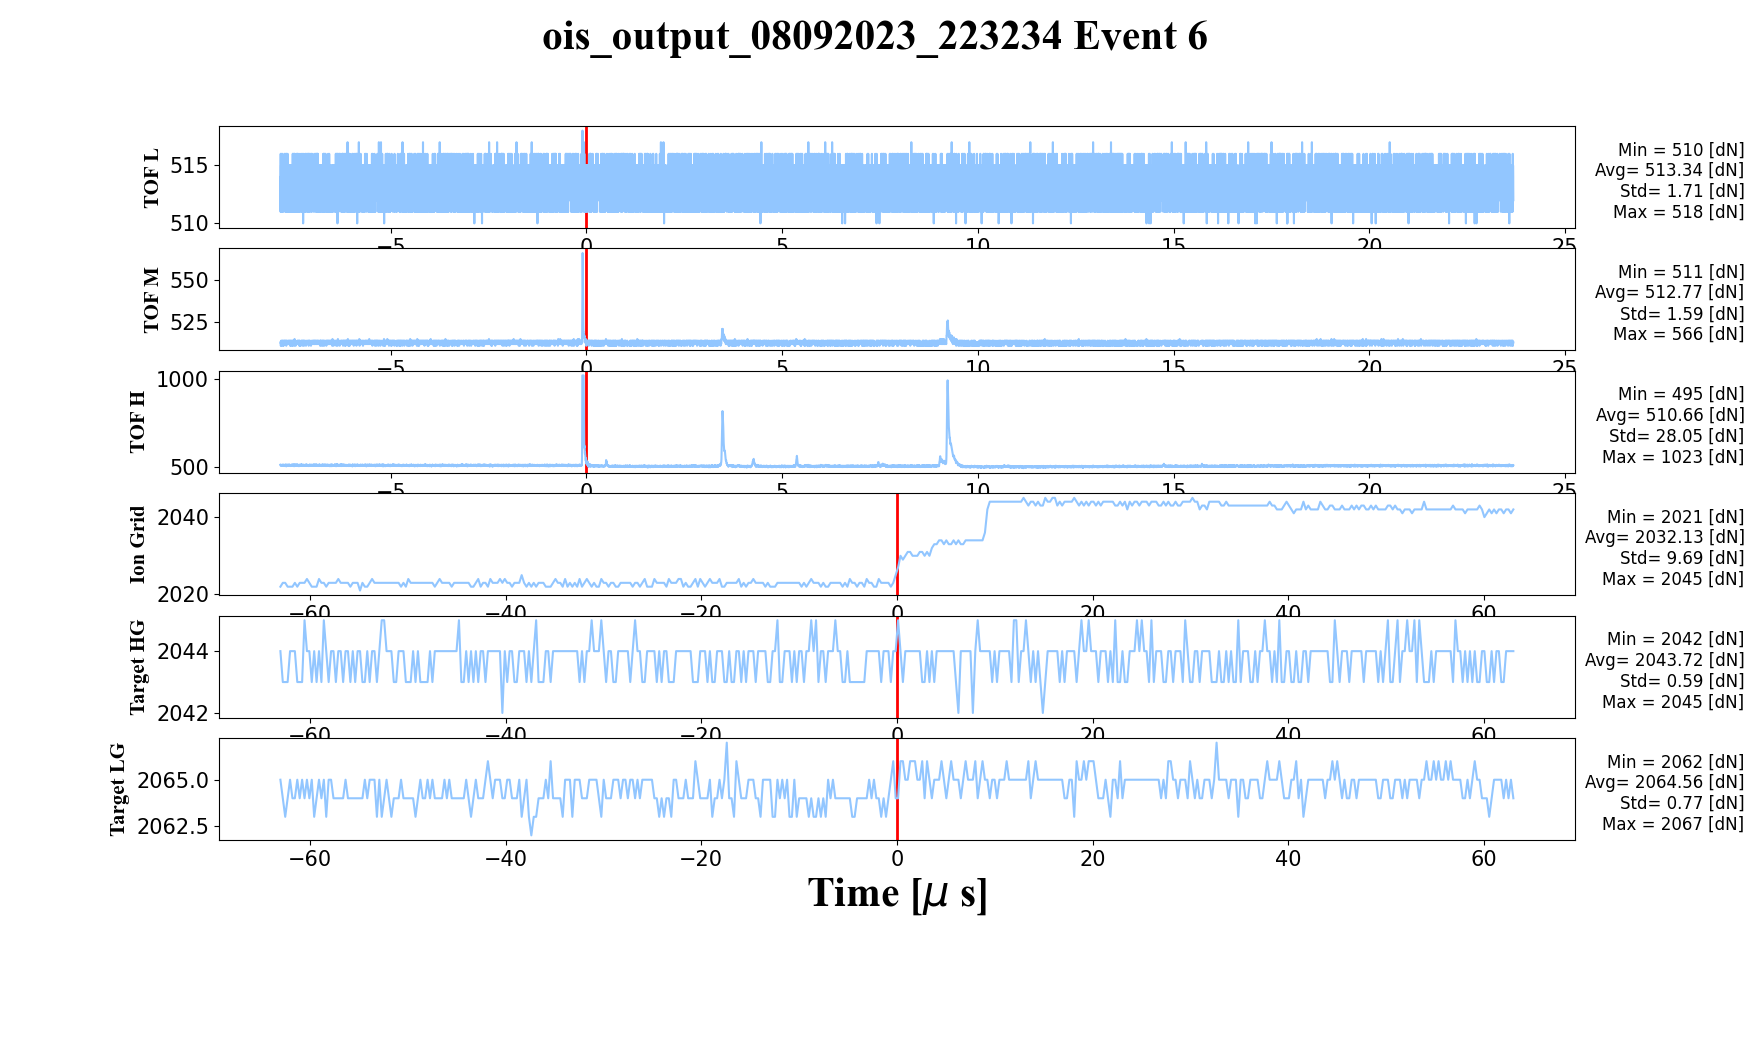 ois_output_08092023_223234 Event 6
TOF L
515
510
−5
0
5
10
15
20
25
Min = 510 [dN]
Avg= 513.34 [dN]
Std= 1.71 [dN]
Max = 518 [dN]
TOF M
550
525
−5
0
5
10
15
20
25
Min = 511 [dN]
Avg= 512.77 [dN]
Std= 1.59 [dN]
Max = 566 [dN]
TOF H
1000
500
−5
0
5
10
15
20
25
Min = 495 [dN]
Avg= 510.66 [dN]
Std= 28.05 [dN]
Max = 1023 [dN]
Ion Grid
2040
2020
−60
−40
−20
0
20
40
60
Min = 2021 [dN]
Avg= 2032.13 [dN]
Std= 9.69 [dN]
Max = 2045 [dN]
Target HG
2044
2042
−60
−40
−20
0
20
40
60
Min = 2042 [dN]
Avg= 2043.72 [dN]
Std= 0.59 [dN]
Max = 2045 [dN]
Target LG
2065.0
2062.5
−60
−40
−20
0
20
40
60
Min = 2062 [dN]
Avg= 2064.56 [dN]
Std= 0.77 [dN]
Max = 2067 [dN]
Time [μ s]